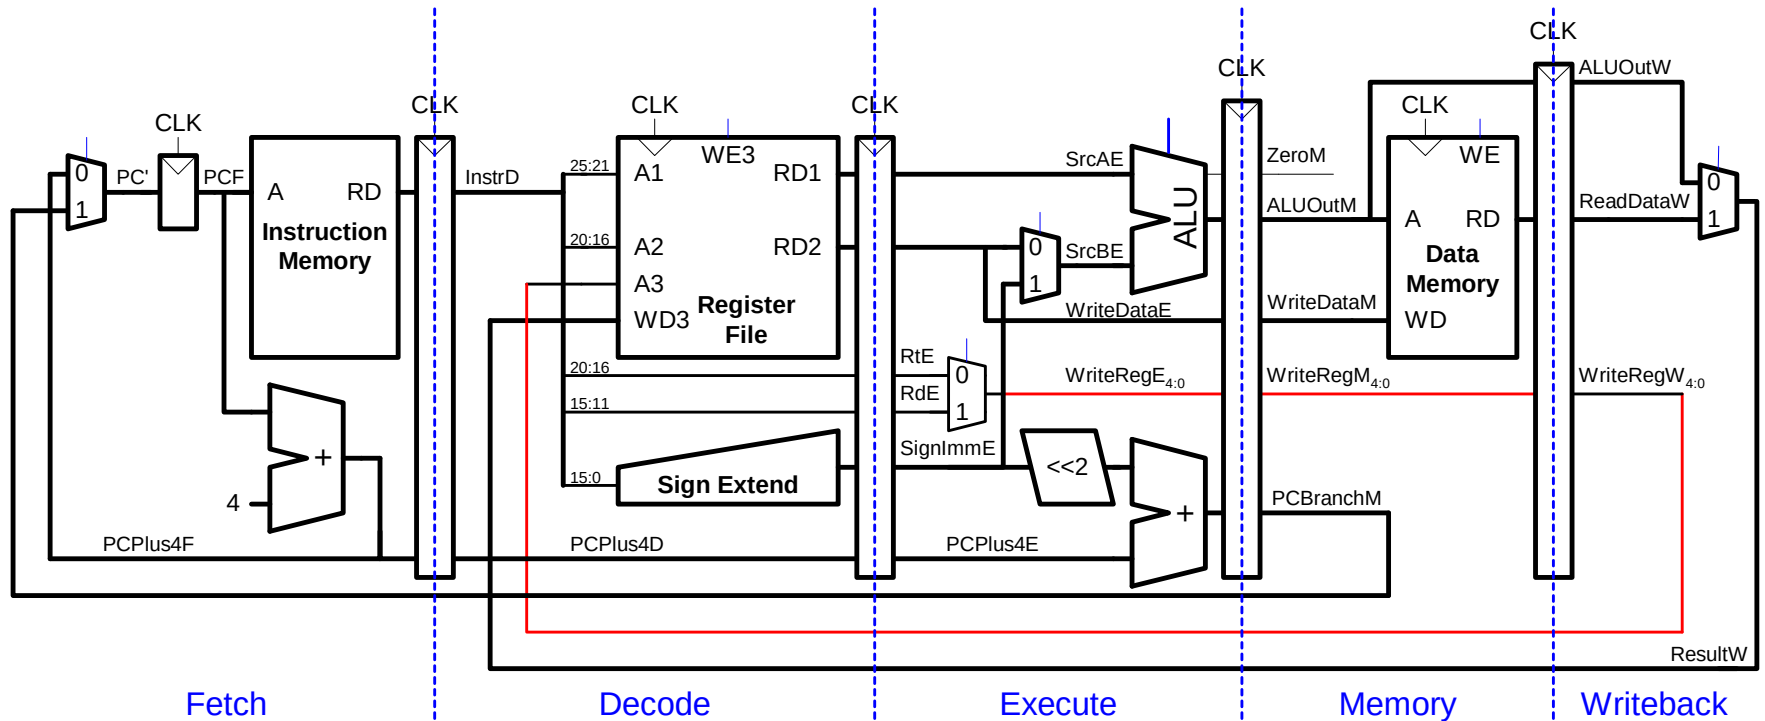 CLK
CLK
CLK
CLK
CLK
CLK
CLK
ALUOutW
0
1
PC'
PCF
A
RD
Instruction
Memory
InstrD
25:21
20:16
A1
A2
A3
WD3
WE3
RD1
RD2
Register
File
SrcAE
0
1
SrcBE
ALU
WriteDataE
ZeroM
ALUOutM
WriteDataM
WE
A
RD
Data
Memory
WD
ReadDataW
0
1
20:16
15:11
15:0
RtE
RdE
0
1
WriteRegE4:0
WriteRegM4:0
WriteRegW4:0
+
4
Sign Extend
SignImmE
<<2
+
PCBranchM
PCPlus4F
PCPlus4D
PCPlus4E
ResultW
Fetch
Decode
Execute
Memory
Writeback